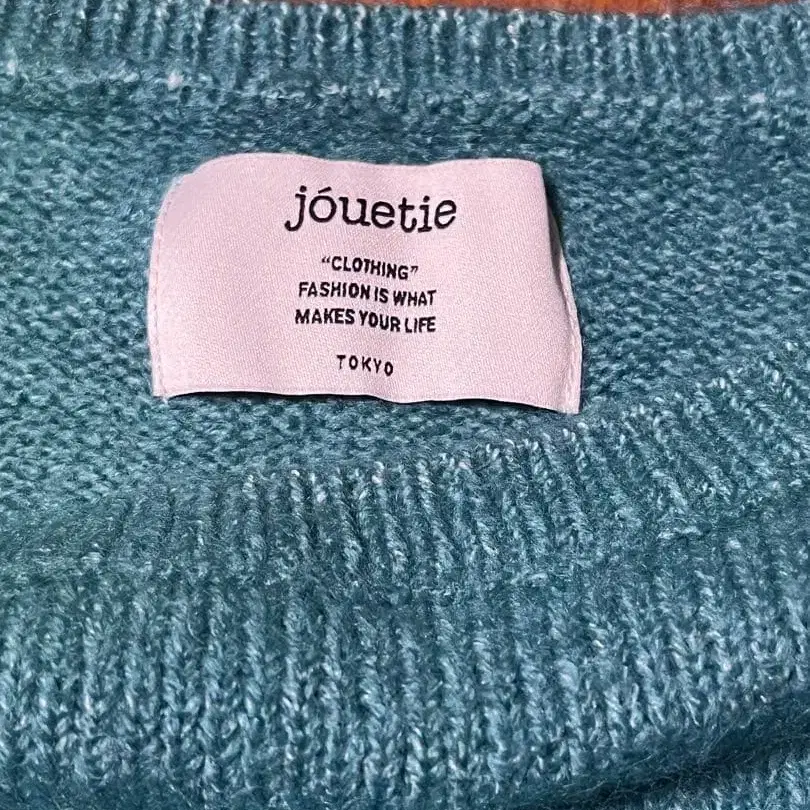 jóuetie
“CLOTHING”
FASHION IS WHAT
MAKES YOUR LIFE
TOKYO